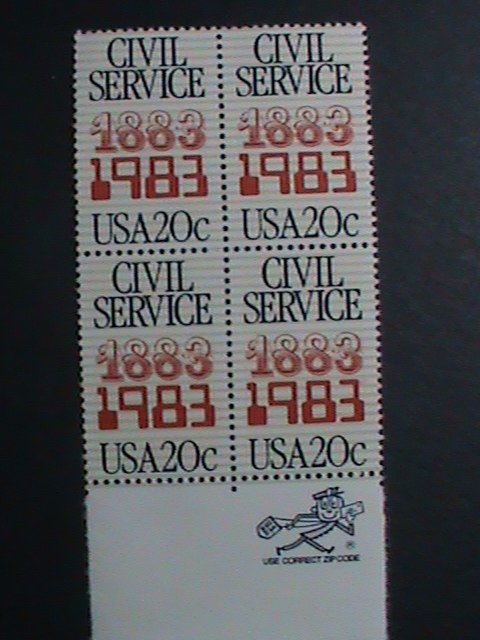 CIVIL
SERVICE
1883
1983
USA20c
CIVIL
SERVICE
1883
1983
USA20c
CIVIL
SERVICE
1883
1983
USA20c
CIVIL
SERVICE
1883
1983
USA20c
®
USE CORRECT ZIP CODE